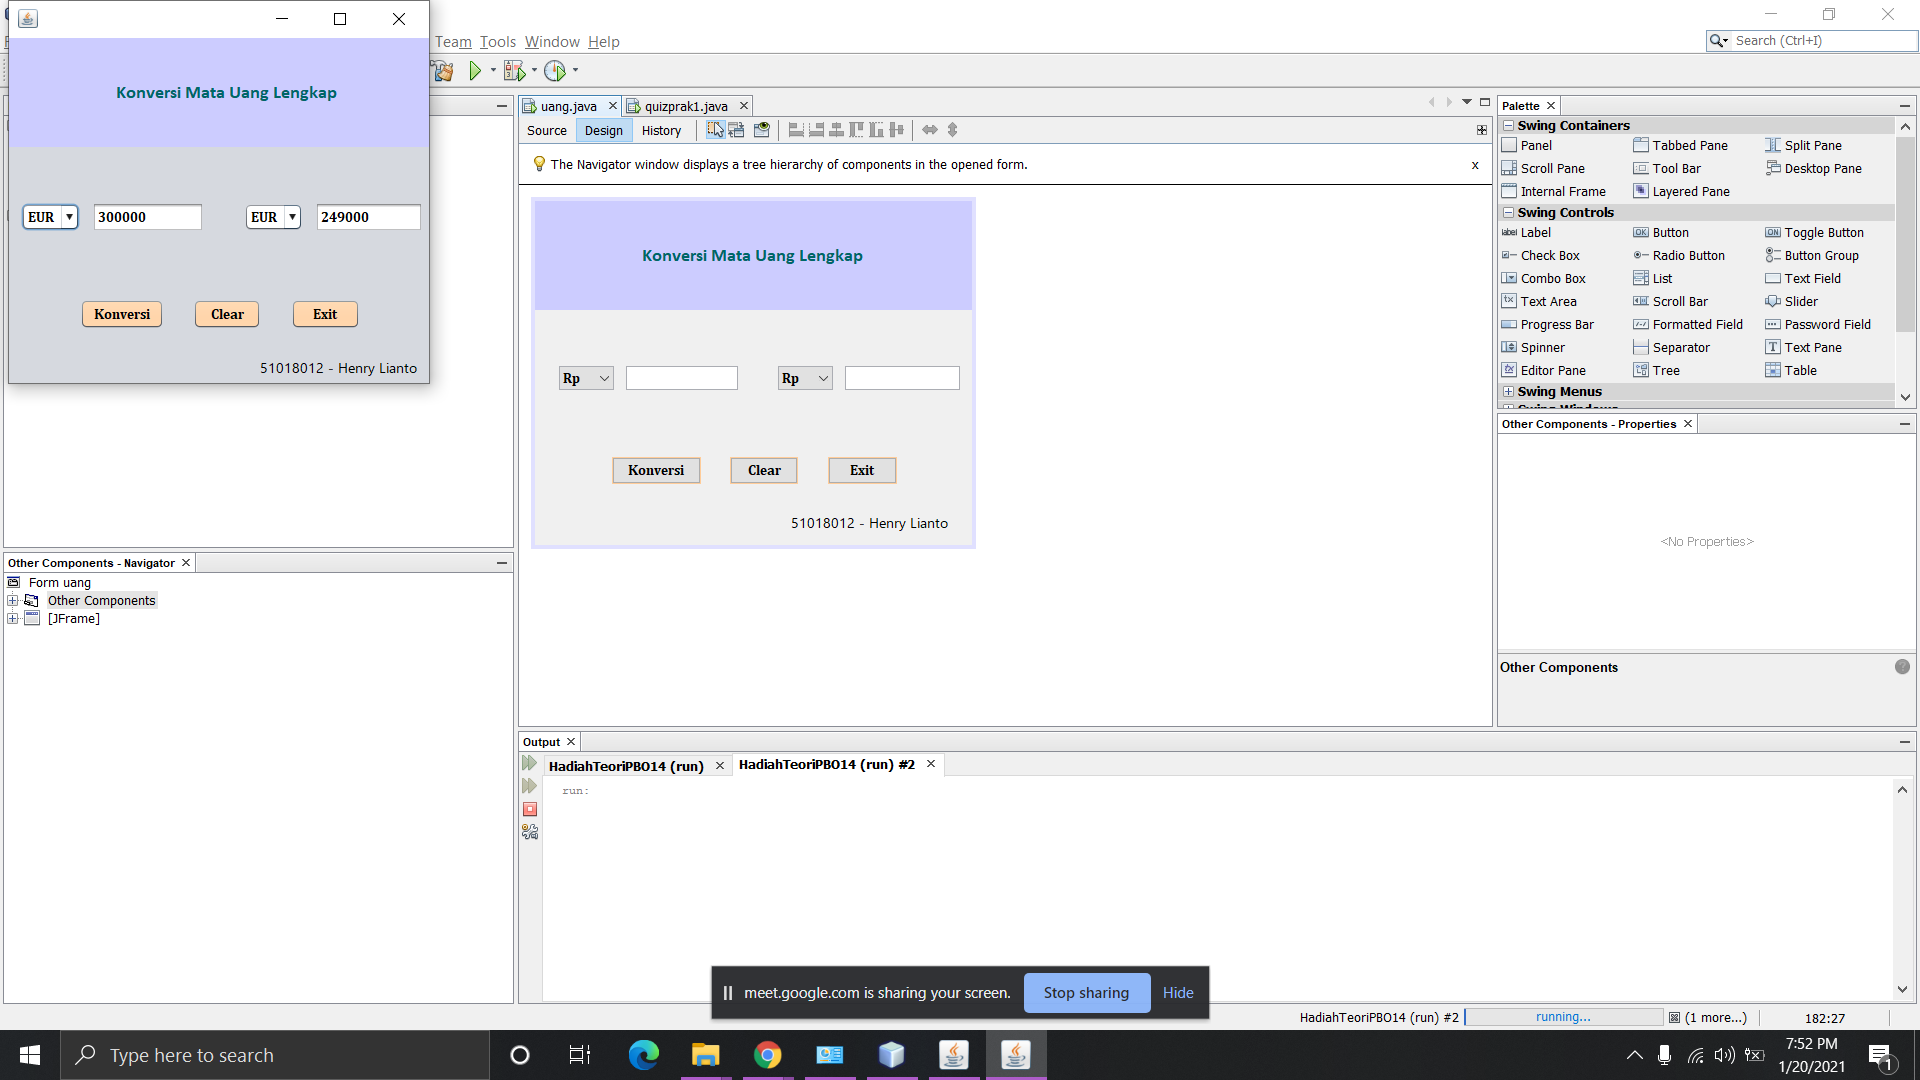 Team Tools Window Help
Search (Ctrl+I)
Konversi Mata Uang Lengkap
EUR 300000 EUR 249000
Konversi Clear Exit
51018012 - Henry Lianto
uang.java quizprak1.java
Source Design History
The Navigator window displays a tree hierarchy of components in the opened form. x
Konversi Mata Uang Lengkap
Rp Rp
Konversi Clear Exit
51018012 - Henry Lianto
Palette
Swing Containers
Panel Tabbed Pane Split Pane
Scroll Pane Tool Bar Desktop Pane
Internal Frame Layered Pane
Swing Controls
label Label OK Button ON Toggle Button
Check Box Radio Button Button Group
Combo Box List Text Field
Text Area Scroll Bar Slider
Progress Bar Formatted Field Password Field
Spinner Separator Text Pane
Editor Pane Tree Table
Swing Menus
Swing Windows
Other Components - Properties
<No Properties>
Other Components
Other Components - Navigator
Form uang
Other Components
[JFrame]
Output
HadiahTeoriPBO14 (run) HadiahTeoriPBO14 (run) #2
run:
meet.google.com is sharing your screen. Stop sharing Hide
HadiahTeoriPBO14 (run) #2 running... (1 more...) 182:27
Type here to search
7:52 PM
1/20/2021
1